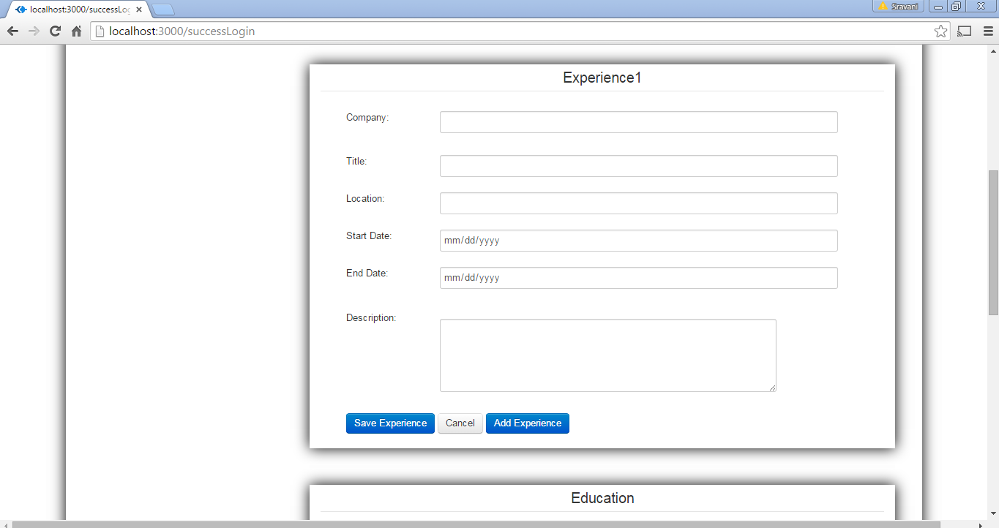 localhost:3000/successLog
Sravani
localhost:3000/successLogin
Experience1
Company:
Title:
Location:
Start Date: mm/dd/yyyy
End Date: mm/dd/yyyy
Description:
Save Experience Cancel Add Experience
Education